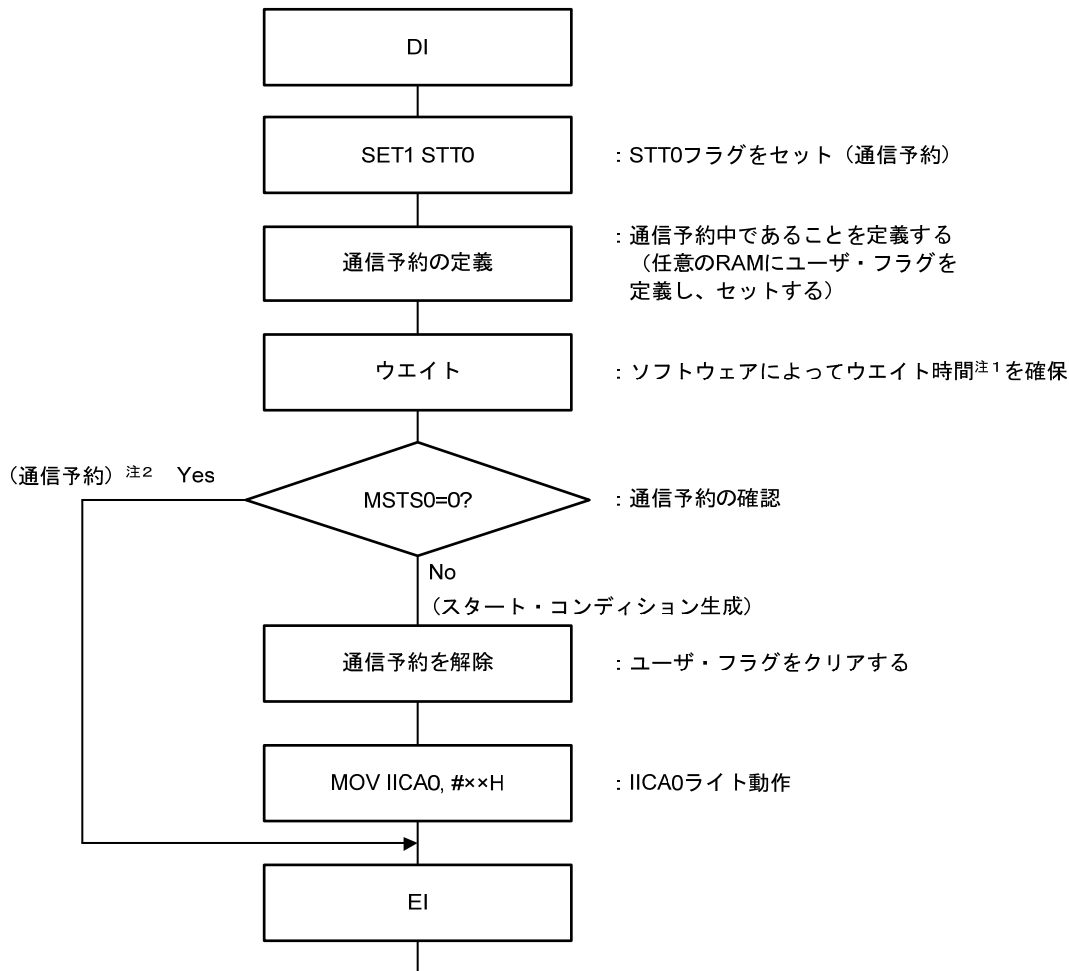 DI
SET1 STT0
：STT0フラグをセット（通信予約）
通信予約の定義
：通信予約中であることを定義する
（任意のRAMにユーザ・フラグを
定義し、セットする）
ウエイト
：ソフトウェアによってウエイト時間注１を確保
（通信予約）注２ Yes
MSTS0=0?
：通信予約の確認
No
（スタート・コンディション生成）
通信予約を解除
：ユーザ・フラグをクリアする
MOV IICA0, #××H
：IICA0ライト動作
EI